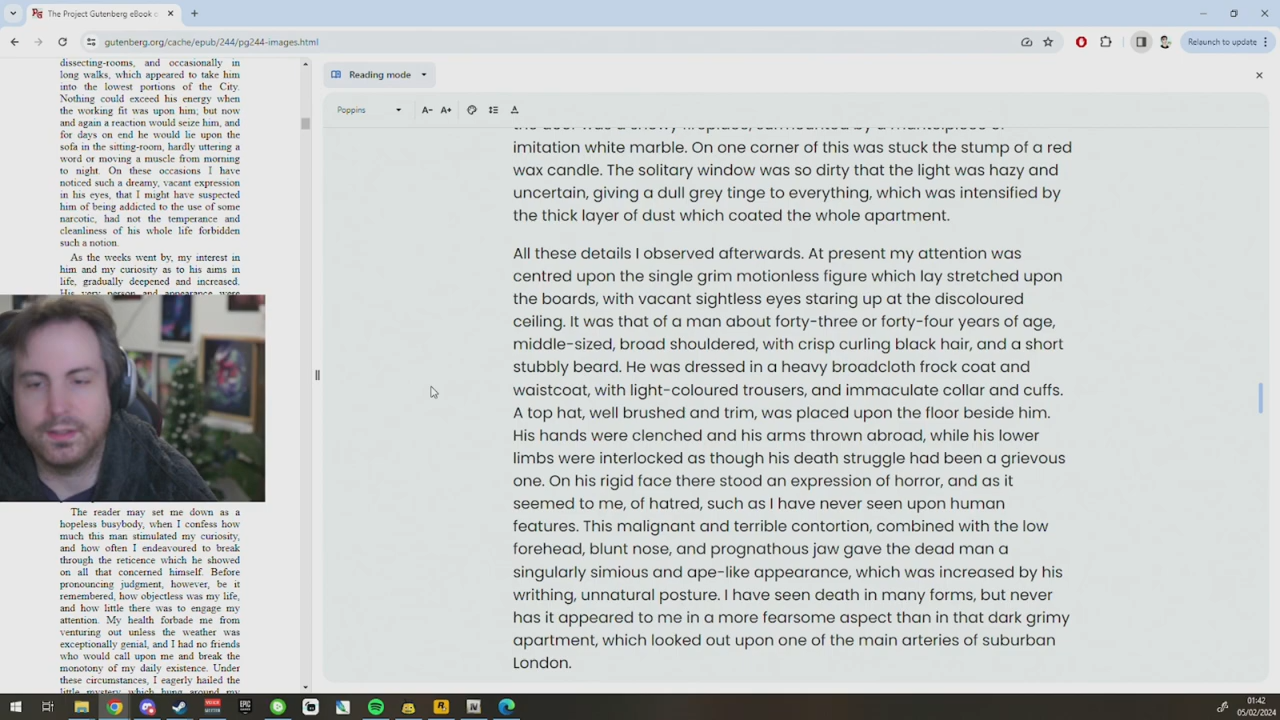 The Project Gutenberg eBook o
gutenberg.org/cache/epub/244/pg244-images.html
Relaunch to update
dissecting-rooms, and occasionally in
long walks, which appeared to take him
into the lowest portions of the City.
Nothing could exceed his energy when
the working fit was upon him; but now
and again a reaction would seize him, and
for days on end he would lie upon the
sofa in the sitting-room, hardly uttering a
word or moving a muscle from morning
to night. On these occasions I have
noticed such a dreamy, vacant expression
in his eyes, that I might have suspected
him of being addicted to the use of some
narcotic, had not the temperance and
cleanliness of his whole life forbidden
such a notion.
As the weeks went by, my interest in
him and my curiosity as to his aims in
life, gradually deepened and increased.
His very person and appearance were
The reader may set me down as a
hopeless busybody, when I confess how
much this man stimulated my curiosity,
and how often I endeavoured to break
through the reticence which he showed
on all that concerned himself. Before
pronouncing judgment, however, be it
remembered, how objectless was my life,
and how little there was to engage my
attention. My health forbade me from
venturing out unless the weather was
exceptionally genial, and I had no friends
who would call upon me and break the
monotony of my daily existence. Under
these circumstances, I eagerly hailed the
little mystery which hung around my
Reading mode
Poppins
A- A+
imitation white marble. On one corner of this was stuck the stump of a red
wax candle. The solitary window was so dirty that the light was hazy and
uncertain, giving a dull grey tinge to everything, which was intensified by
the thick layer of dust which coated the whole apartment.
All these details I observed afterwards. At present my attention was
centred upon the single grim motionless figure which lay stretched upon
the boards, with vacant sightless eyes staring up at the discoloured
ceiling. It was that of a man about forty-three or forty-four years of age,
middle-sized, broad shouldered, with crisp curling black hair, and a short
stubbly beard. He was dressed in a heavy broadcloth frock coat and
waistcoat, with light-coloured trousers, and immaculate collar and cuffs.
A top hat, well brushed and trim, was placed upon the floor beside him.
His hands were clenched and his arms thrown abroad, while his lower
limbs were interlocked as though his death struggle had been a grievous
one. On his rigid face there stood an expression of horror, and as it
seemed to me, of hatred, such as I have never seen upon human
features. This malignant and terrible contortion, combined with the low
forehead, blunt nose, and prognathous jaw gave the dead man a
singularly simious and ape-like appearance, which was increased by his
writhing, unnatural posture. I have seen death in many forms, but never
has it appeared to me in a more fearsome aspect than in that dark grimy
apartment, which looked out upon one of the main arteries of suburban
London.
01:42
05/02/2024